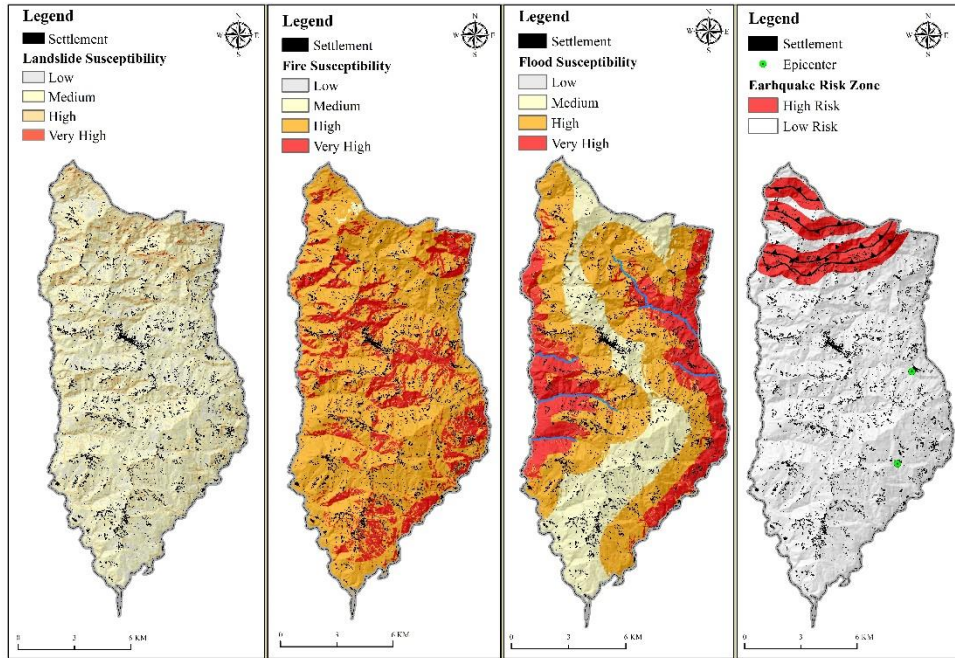 Legend
Settlement
Landslide Susceptibility
Low
Medium
High
Very High
N
W E
S
0 3 6 KM
Legend
Settlement
Fire Susceptibility
Low
Medium
High
Very High
N
W E
S
0 3 6 KM
Legend
Settlement
Flood Susceptibility
Low
Medium
High
Very High
N
W E
S
0 3 6 KM
Legend
Settlement
Epicenter
Earhquake Risk Zone
High Risk
Low Risk
N
W E
S
0 3 6 KM